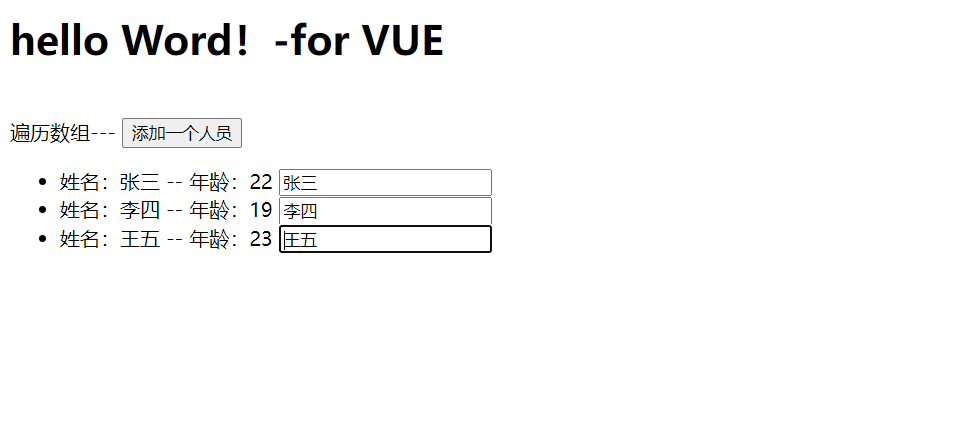 hello Word！-for VUE
遍历数组--- 添加一个人员
姓名：张三 -- 年龄：22 张三
姓名：李四 -- 年龄：19 李四
姓名：王五 -- 年龄：23 王五